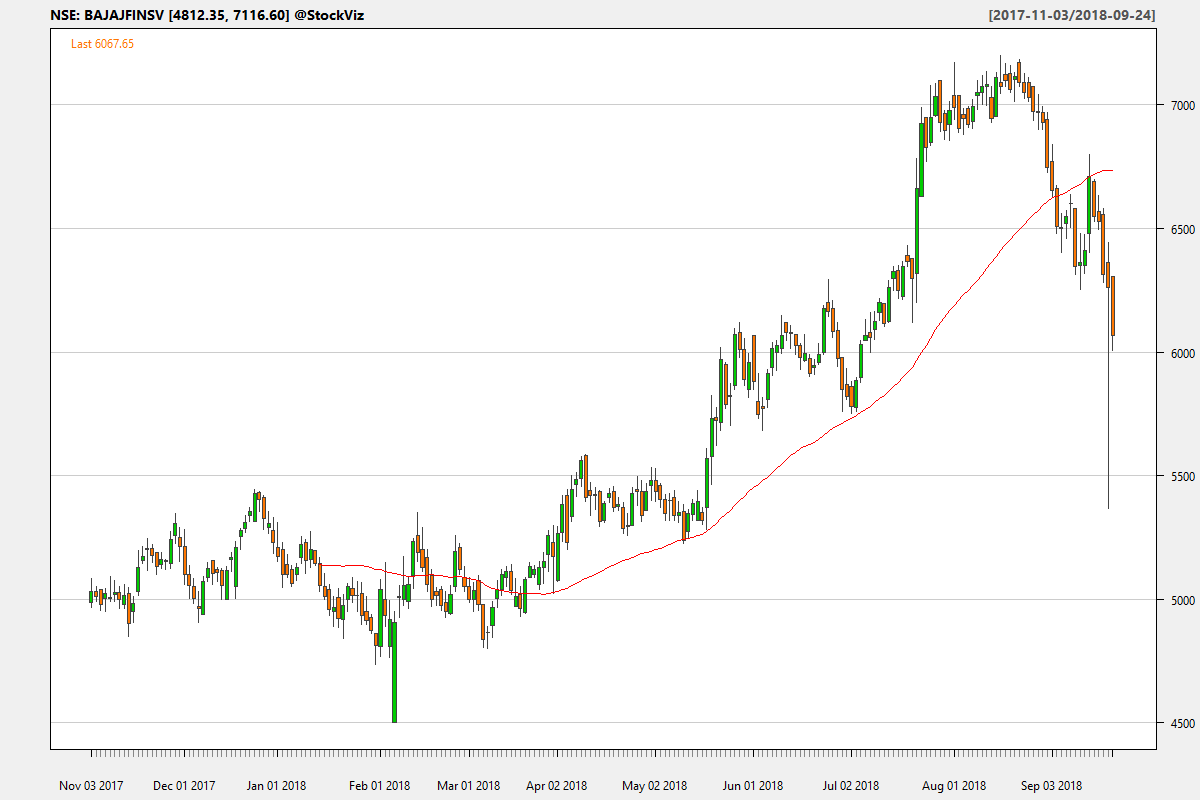 NSE: BAJAJFINSV [4812.35, 7116.60] @StockViz
[2017-11-03/2018-09-24]
Last 6067.65
7000
6500
6000
5500
5000
4500
Nov 03 2017
Dec 01 2017
Jan 01 2018
Feb 01 2018
Mar 01 2018
Apr 02 2018
May 02 2018
Jun 01 2018
Jul 02 2018
Aug 01 2018
Sep 03 2018